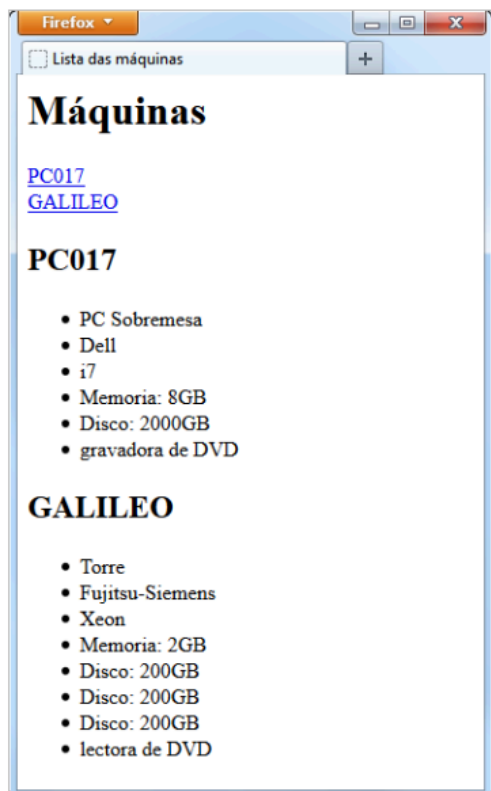 Firefox
Lista das máquinas
Máquinas
PC017
GALILEO
PC017
PC Sobremesa
Dell
i7
Memoria: 8GB
Disco: 2000GB
gravadora de DVD
GALILEO
Torre
Fujitsu-Siemens
Xeon
Memoria: 2GB
Disco: 200GB
Disco: 200GB
Disco: 200GB
lectora de DVD